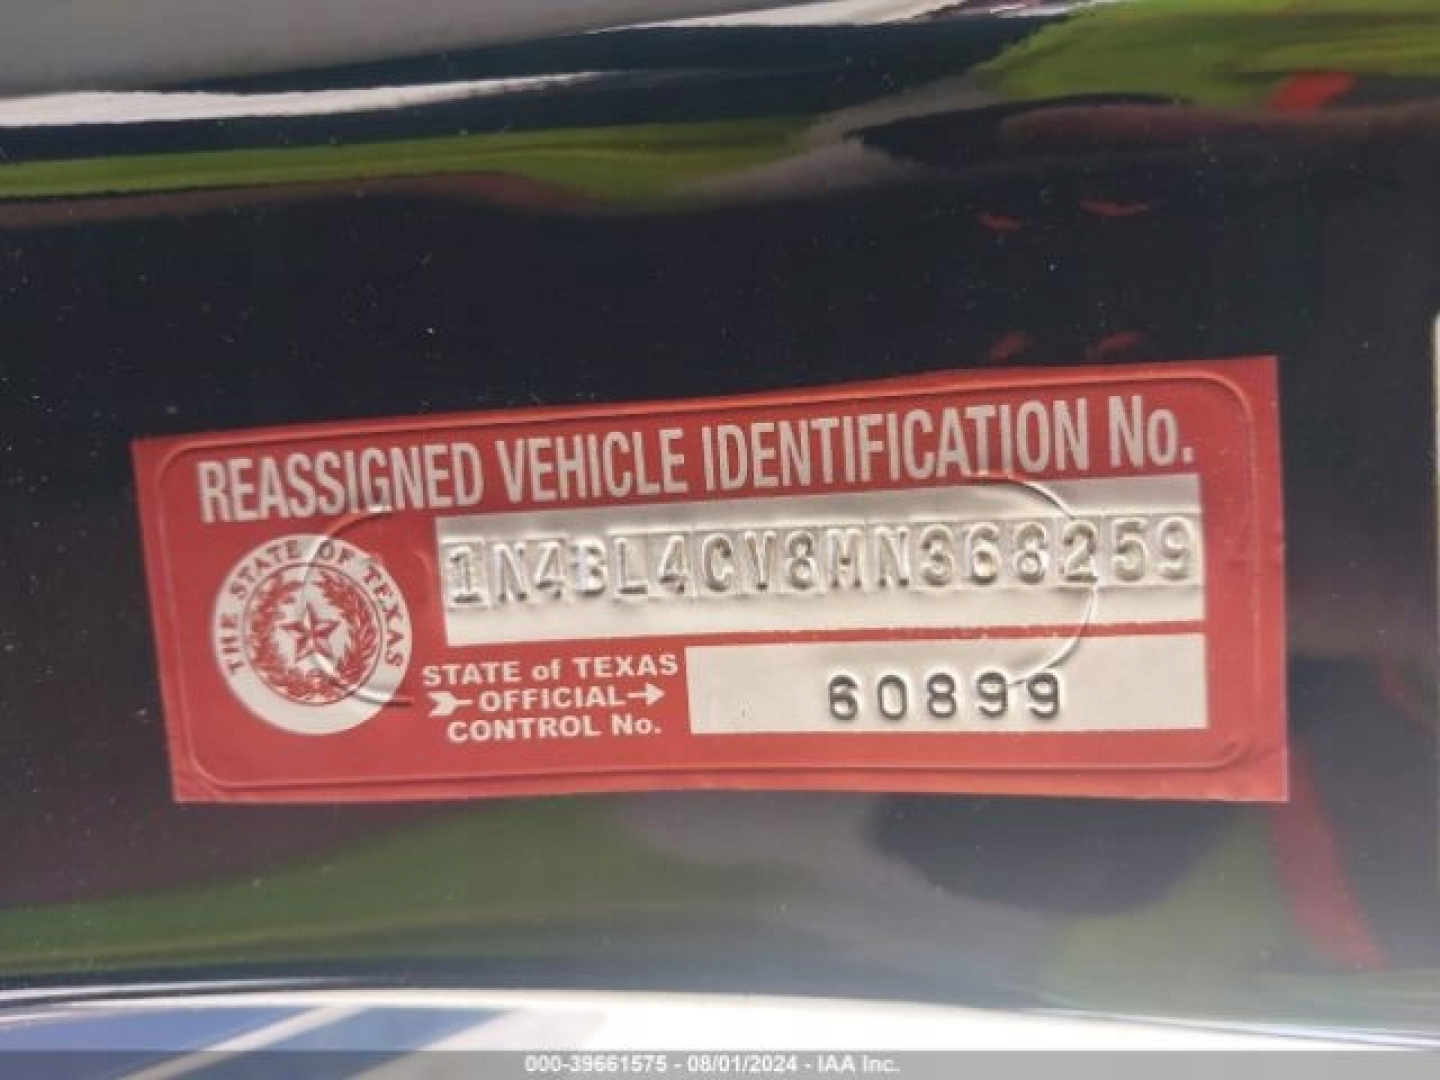 REASSIGNED VEHICLE IDENTIFICATION No.
1N4BL4CV8MN368259
THE STATE OF TEXAS
STATE of TEXAS
OFFICIAL
CONTROL No.
60899
000-39661575 - 08/01/2024 - IAA Inc.